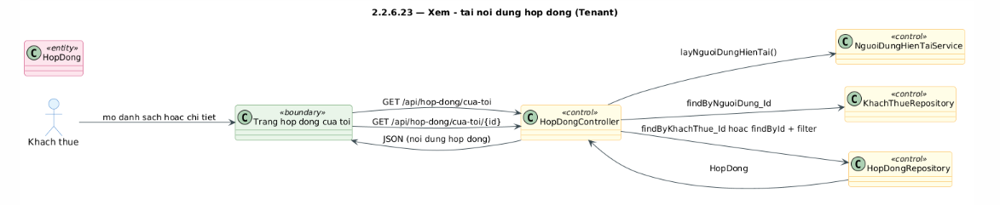 2.2.6.23 — Xem - tai noi dung hop dong (Tenant)
«entity»
C HopDong
Khach thue
mo danh sach hoac chi tiet
«boundary»
C Trang hop dong cua toi
GET /api/hop-dong/cua-toi
GET /api/hop-dong/cua-toi/{id}
JSON (noi dung hop dong)
«control»
C HopDongController
layNguoiDungHienTai()
findByNguoiDung_Id
findByKhachThue_Id hoac findById + filter
HopDong
«control»
C NguoiDungHienTaiService
«control»
C KhachThueRepository
«control»
C HopDongRepository